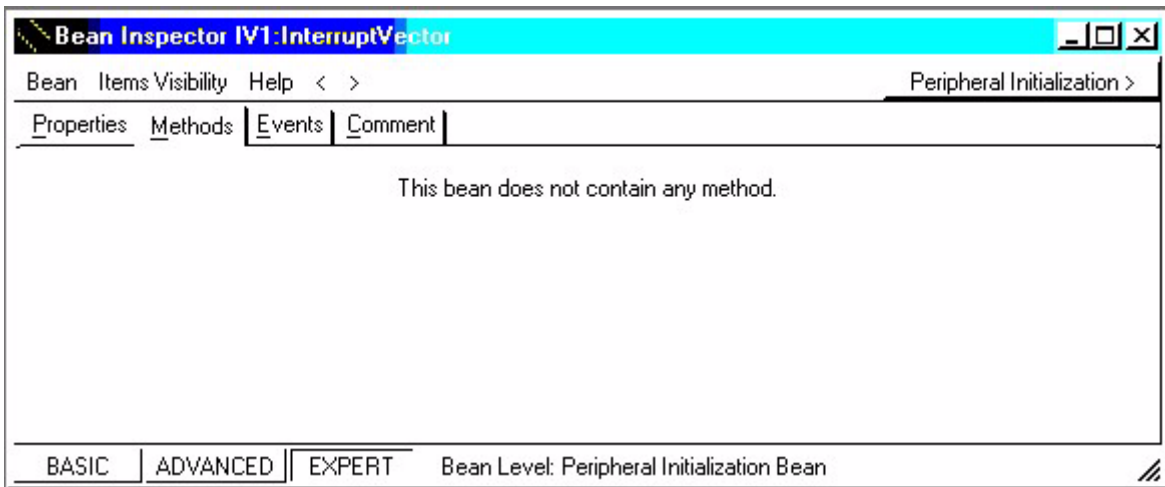 Bean Inspector IV1:InterruptVector
Bean Items Visibility Help < > Peripheral Initialization >
Properties Methods Events Comment
This bean does not contain any method.
BASIC ADVANCED EXPERT Bean Level: Peripheral Initialization Bean